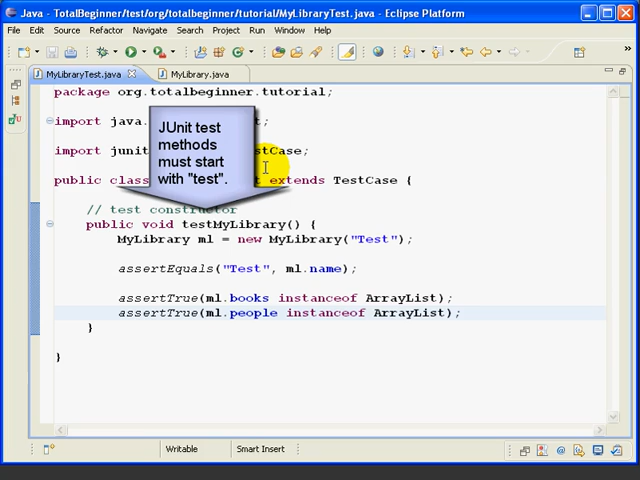 Java - TotalBeginner/test/org/totalbeginner/tutorial/MyLibraryTest.java - Eclipse Platform
File Edit Source Refactor Navigate Search Project Run Window Help
MyLibraryTest.java MyLibrary.java
package org.totalbeginner.tutorial;
import java.
;
import junit
stCase;
public class
extends TestCase {
JUnit test
methods
must start
with "test".
// test constructor
public void testMyLibrary() {
MyLibrary ml = new MyLibrary("Test");
assertEquals("Test", ml.name);
assertTrue(ml.books instanceof ArrayList);
assertTrue(ml.people instanceof ArrayList);
}
}
Writable Smart Insert